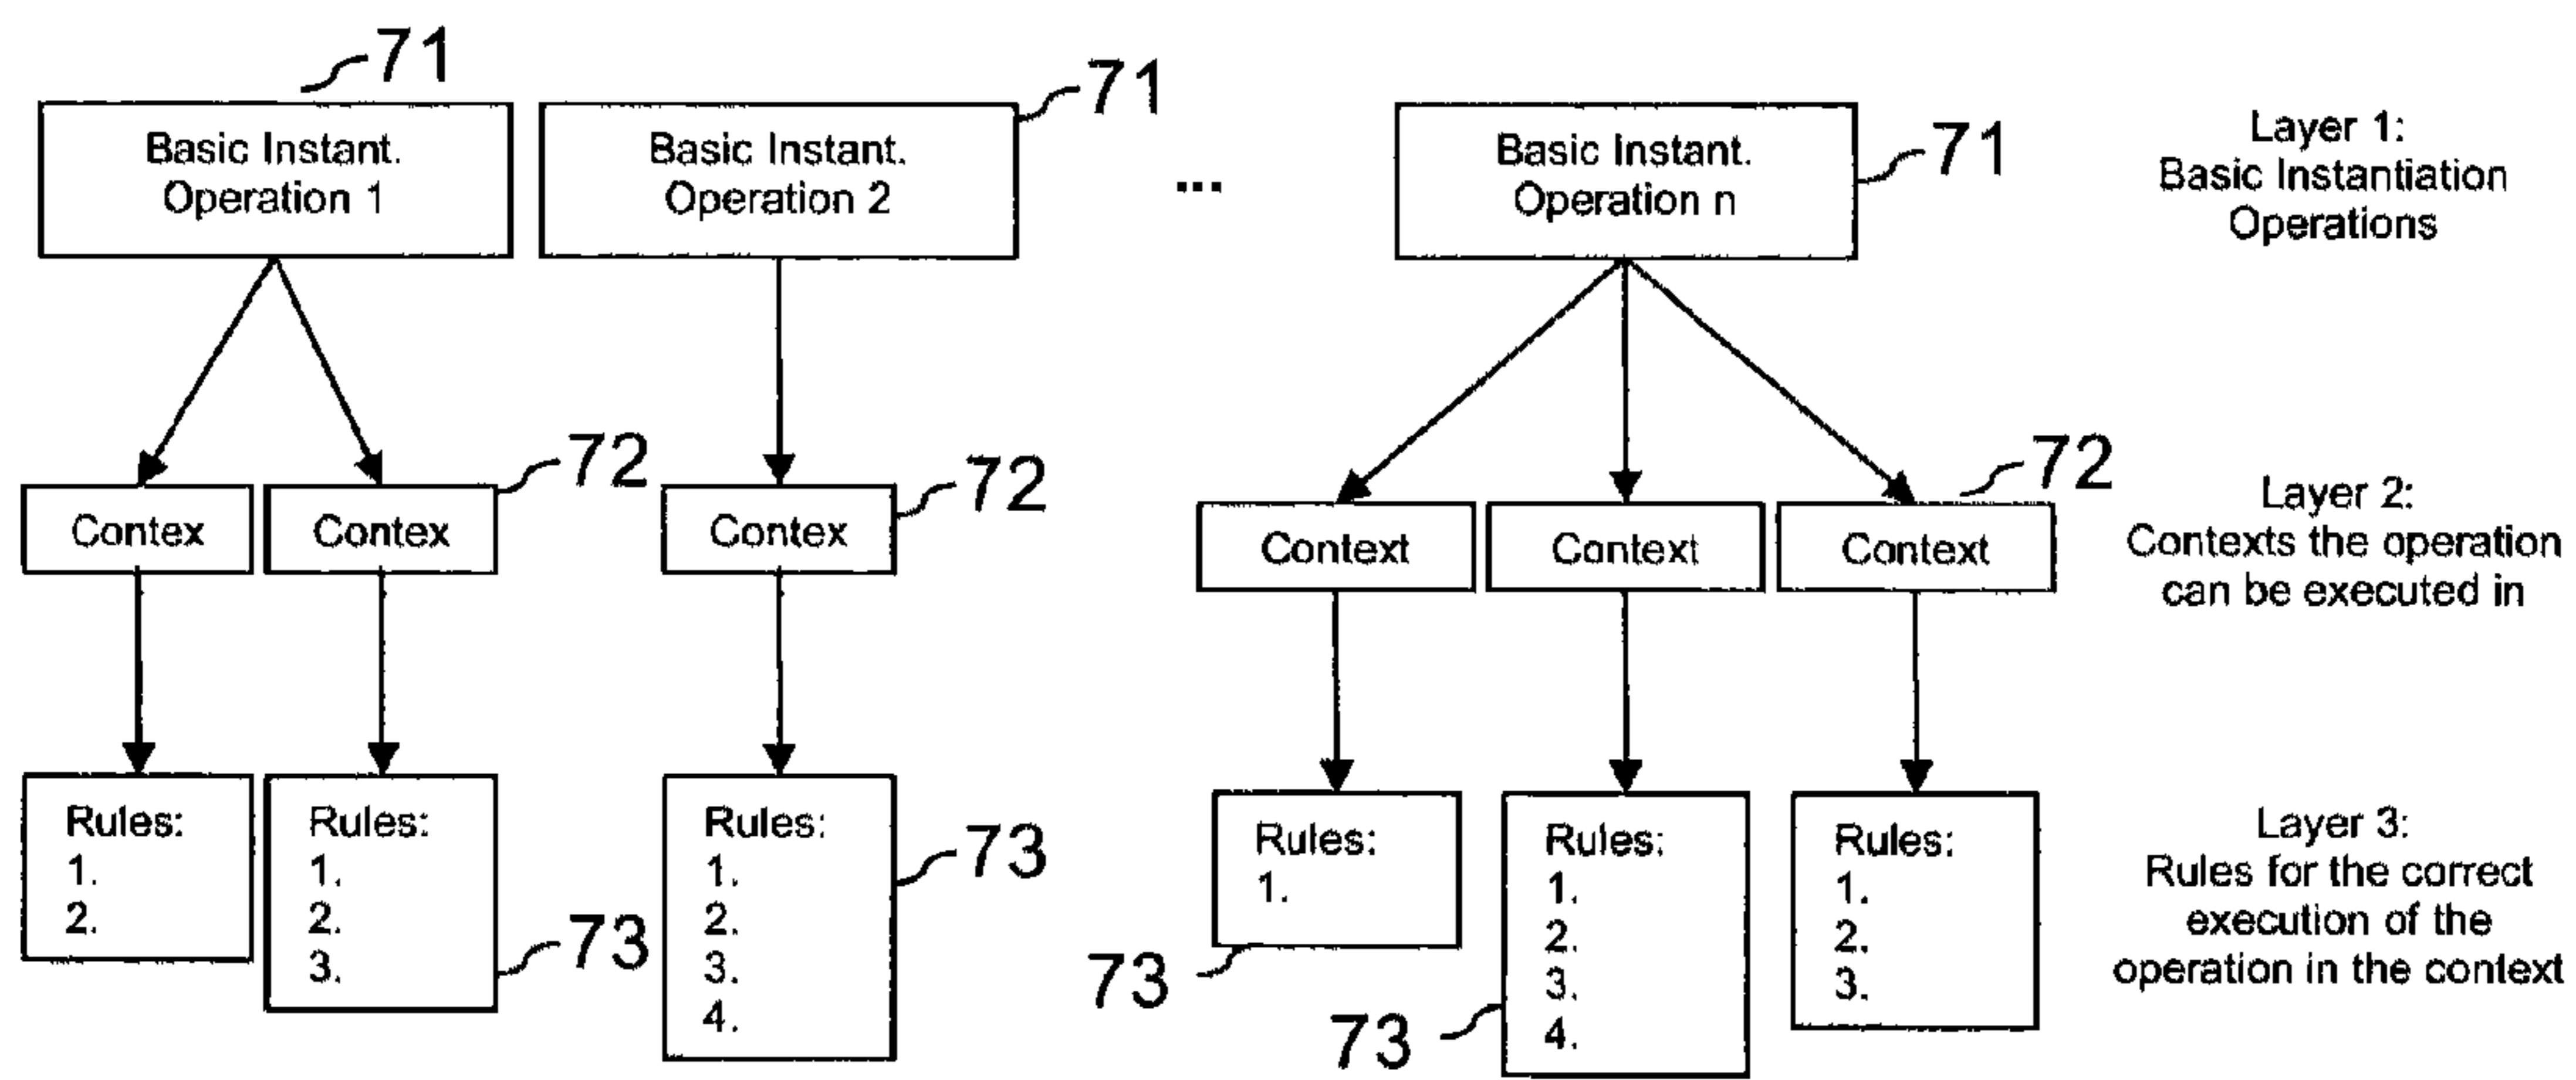 71
71
71
Basic Instant.
Operation 1
Basic Instant.
Operation 2
...
Basic Instant.
Operation n
Layer 1:
Basic Instantiation
Operations
72
72
72
Contex
Contex
Contex
Context
Context
Context
Layer 2:
Contexts the operation
can be executed in
Rules:
1.
2.
Rules:
1.
2.
3.
73
Rules:
1.
2.
3.
4.
73
Rules:
1.
73
Rules:
1.
2.
3.
4.
73
Rules:
1.
2.
3.
Layer 3:
Rules for the correct
execution of the
operation in the context